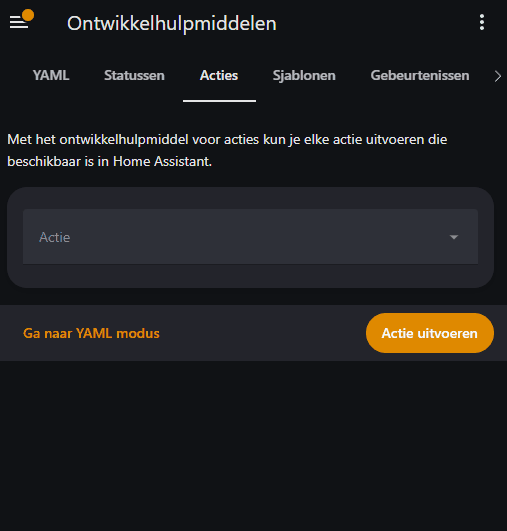 Ontwikkelhulpmiddelen
YAML Statussen Acties Sjablonen Gebeurtenissen
Met het ontwikkelhulpmiddel voor acties kun je elke actie uitvoeren die
beschikbaar is in Home Assistant.
Actie
Ga naar YAML modus Actie uitvoeren